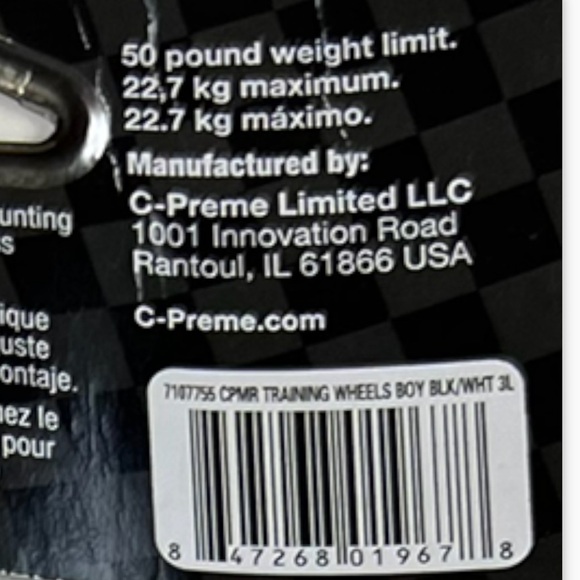 50 pound weight limit.
22,7 kg maximum.
22.7 kg máximo.
Manufactured by:
C-Preme Limited LLC
1001 Innovation Road
Rantoul, IL 61866 USA
C-Preme.com
unting
s
ique
uste
ontaje.
nez le
pour
7107755 CPMR TRAINING WHEELS BOY BLK/WHT 3L
8 47268 01967 8